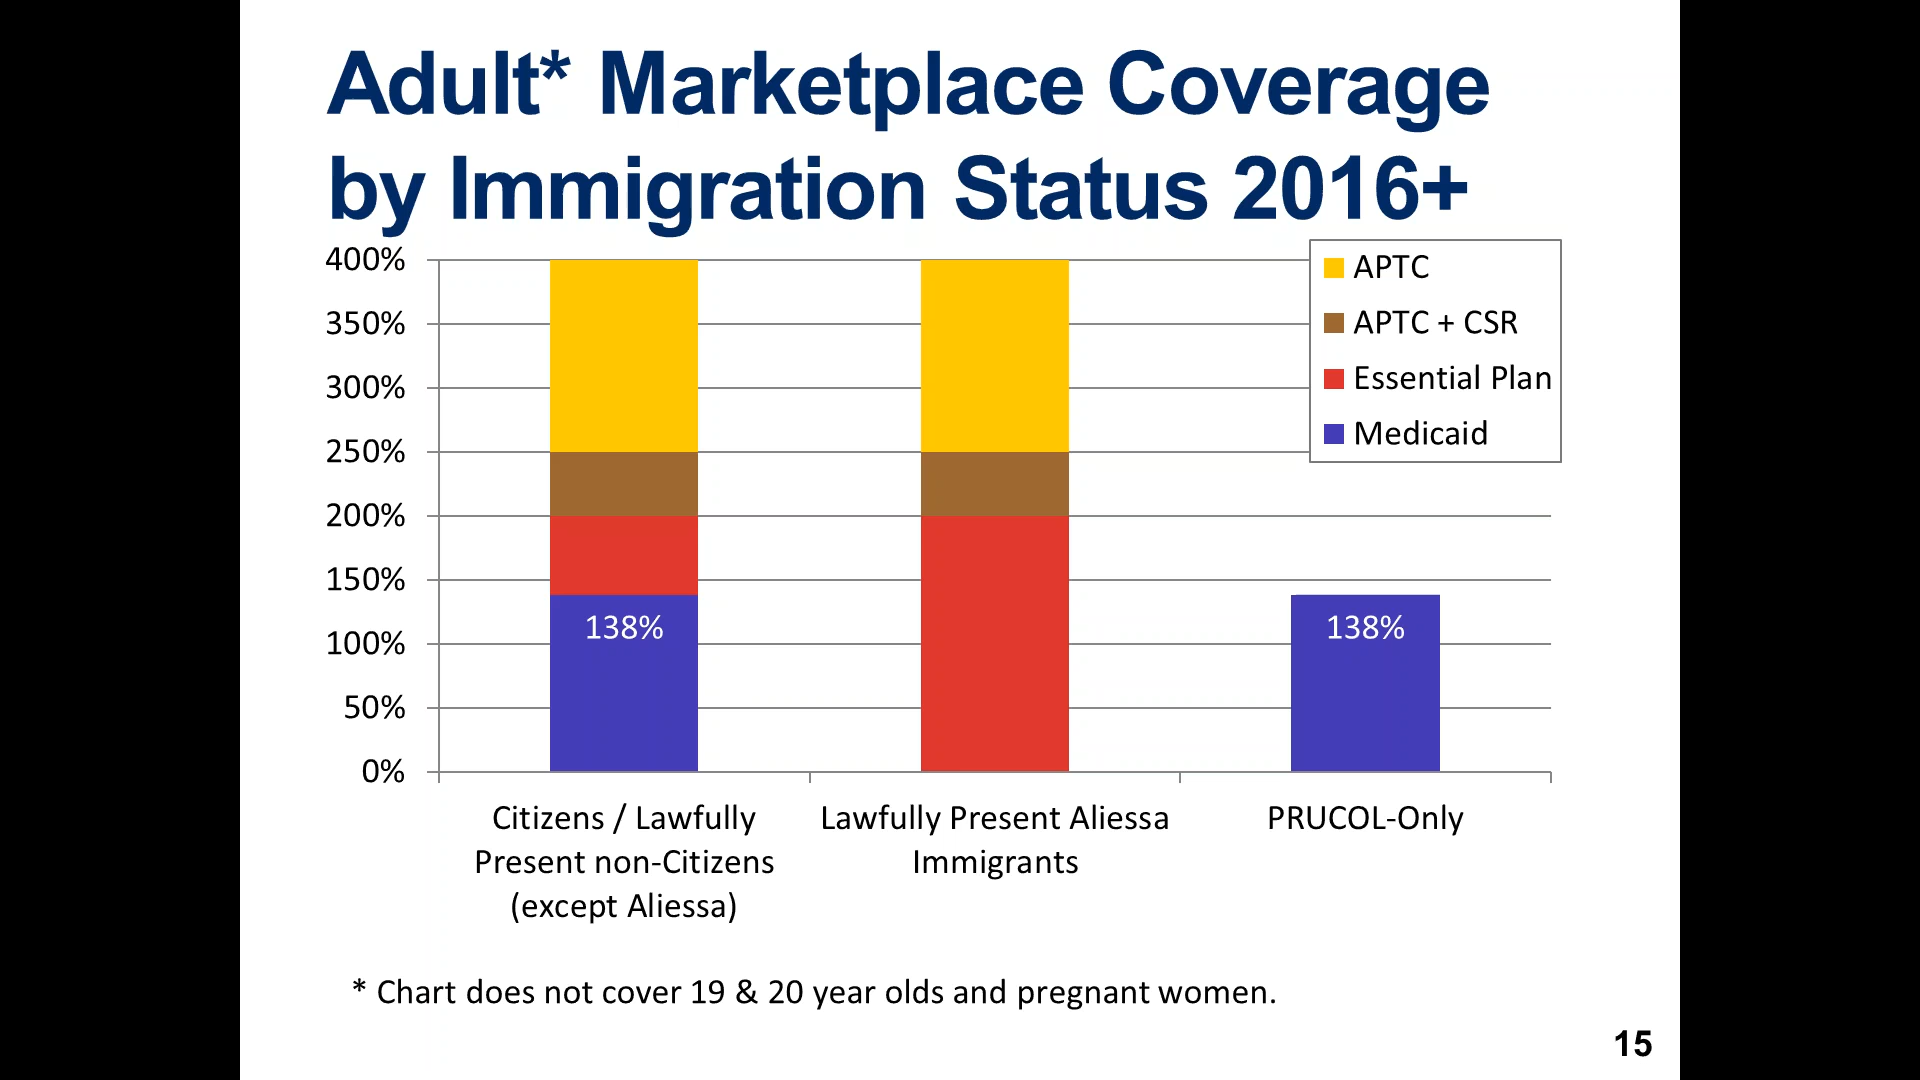 Adult* Marketplace Coverage
by Immigration Status 2016+
400%
350%
300%
250%
200%
150%
100%
50%
0%
APTC
APTC + CSR
Essential Plan
Medicaid
138%
138%
Citizens / Lawfully
Present non-Citizens
(except Aliessa)
Lawfully Present Aliessa
Immigrants
PRUCOL-Only
* Chart does not cover 19 & 20 year olds and pregnant women.
15